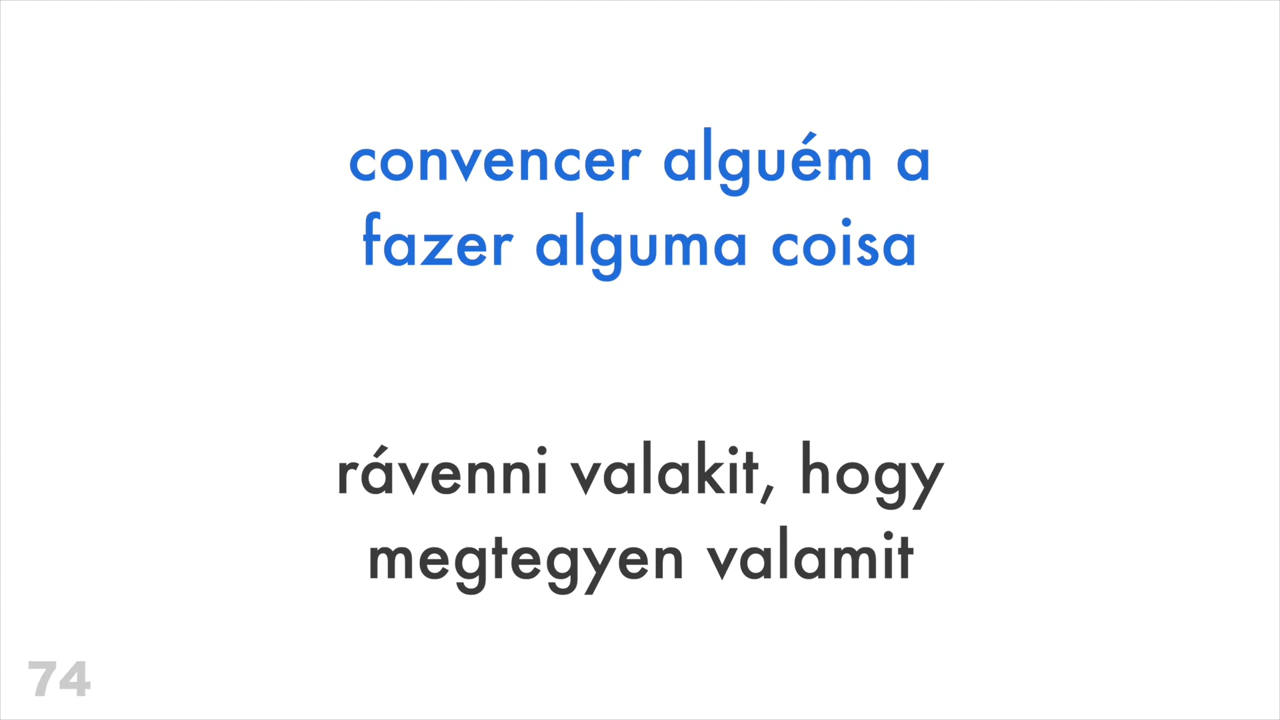 convencer alguém a
fazer alguma coisa
rávenni valakit, hogy
megtegyen valamit
74